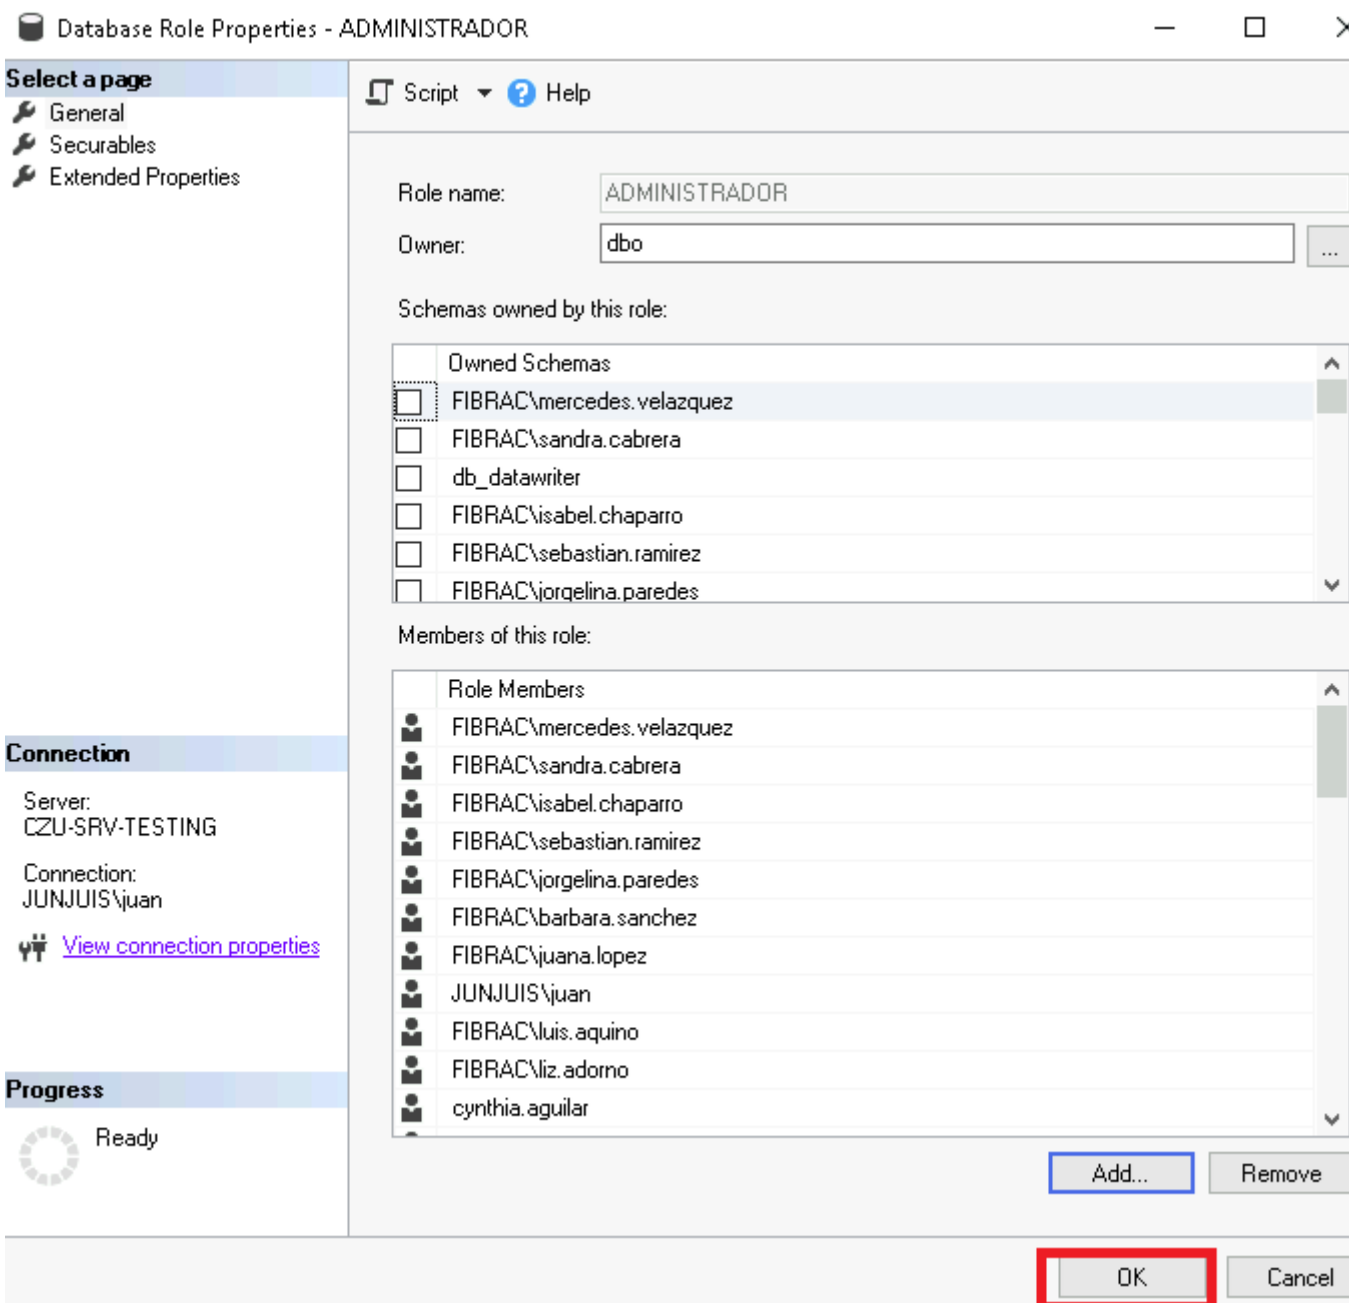 Database Role Properties - ADMINISTRADOR
Select a page
General
Securables
Extended Properties
Script
Help
Role name:
ADMINISTRADOR
Owner:
dbo
...
Schemas owned by this role:
Owned Schemas
FIBRAC\mercedes.velazquez
FIBRAC\sandra.cabrera
db_datawriter
FIBRAC\isabel.chaparro
FIBRAC\sebastian.ramirez
FIBRAC\jorgelina.paredes
Members of this role:
Role Members
FIBRAC\mercedes.velazquez
FIBRAC\sandra.cabrera
FIBRAC\isabel.chaparro
FIBRAC\sebastian.ramirez
FIBRAC\jorgelina.paredes
FIBRAC\barbara.sanchez
FIBRAC\juana.lopez
JUNJUIS\juan
FIBRAC\luis.aquino
FIBRAC\liz.adorno
cynthia.aguilar
Connection
Server:
CZU-SRV-TESTING
Connection:
JUNJUIS\juan
View connection properties
Progress
Ready
Add...
Remove
OK
Cancel